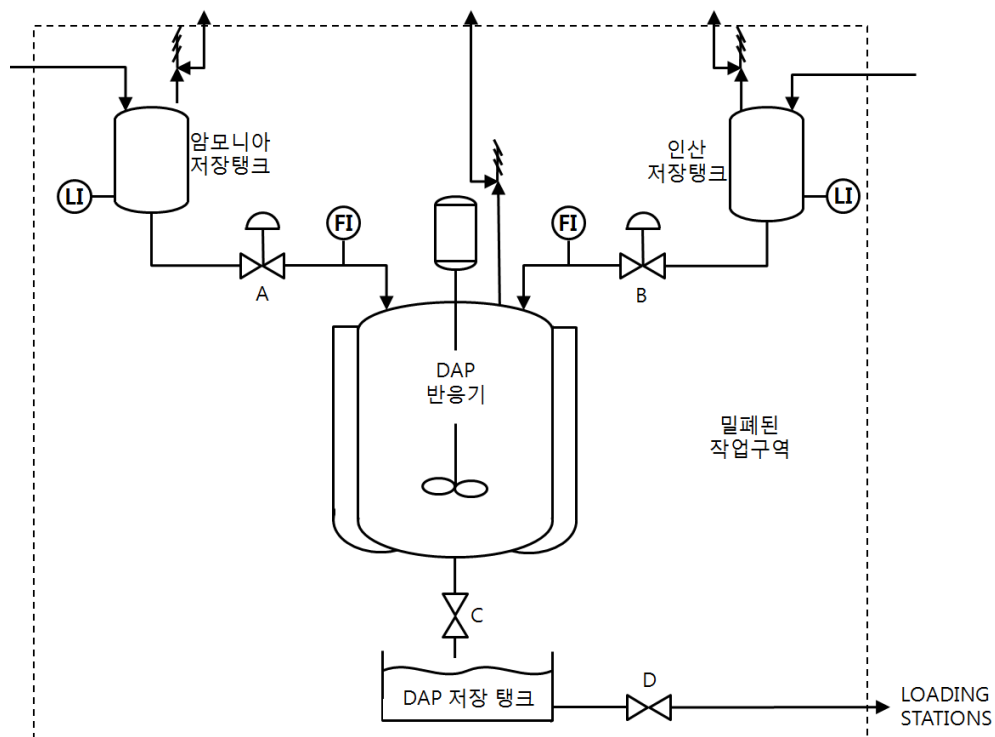 암모니아
저장탱크
인산
저장탱크
LI
LI
FI
FI
A
B
DAP
반응기
밀폐된
작업구역
C
DAP 저장 탱크
D
LOADING
STATIONS